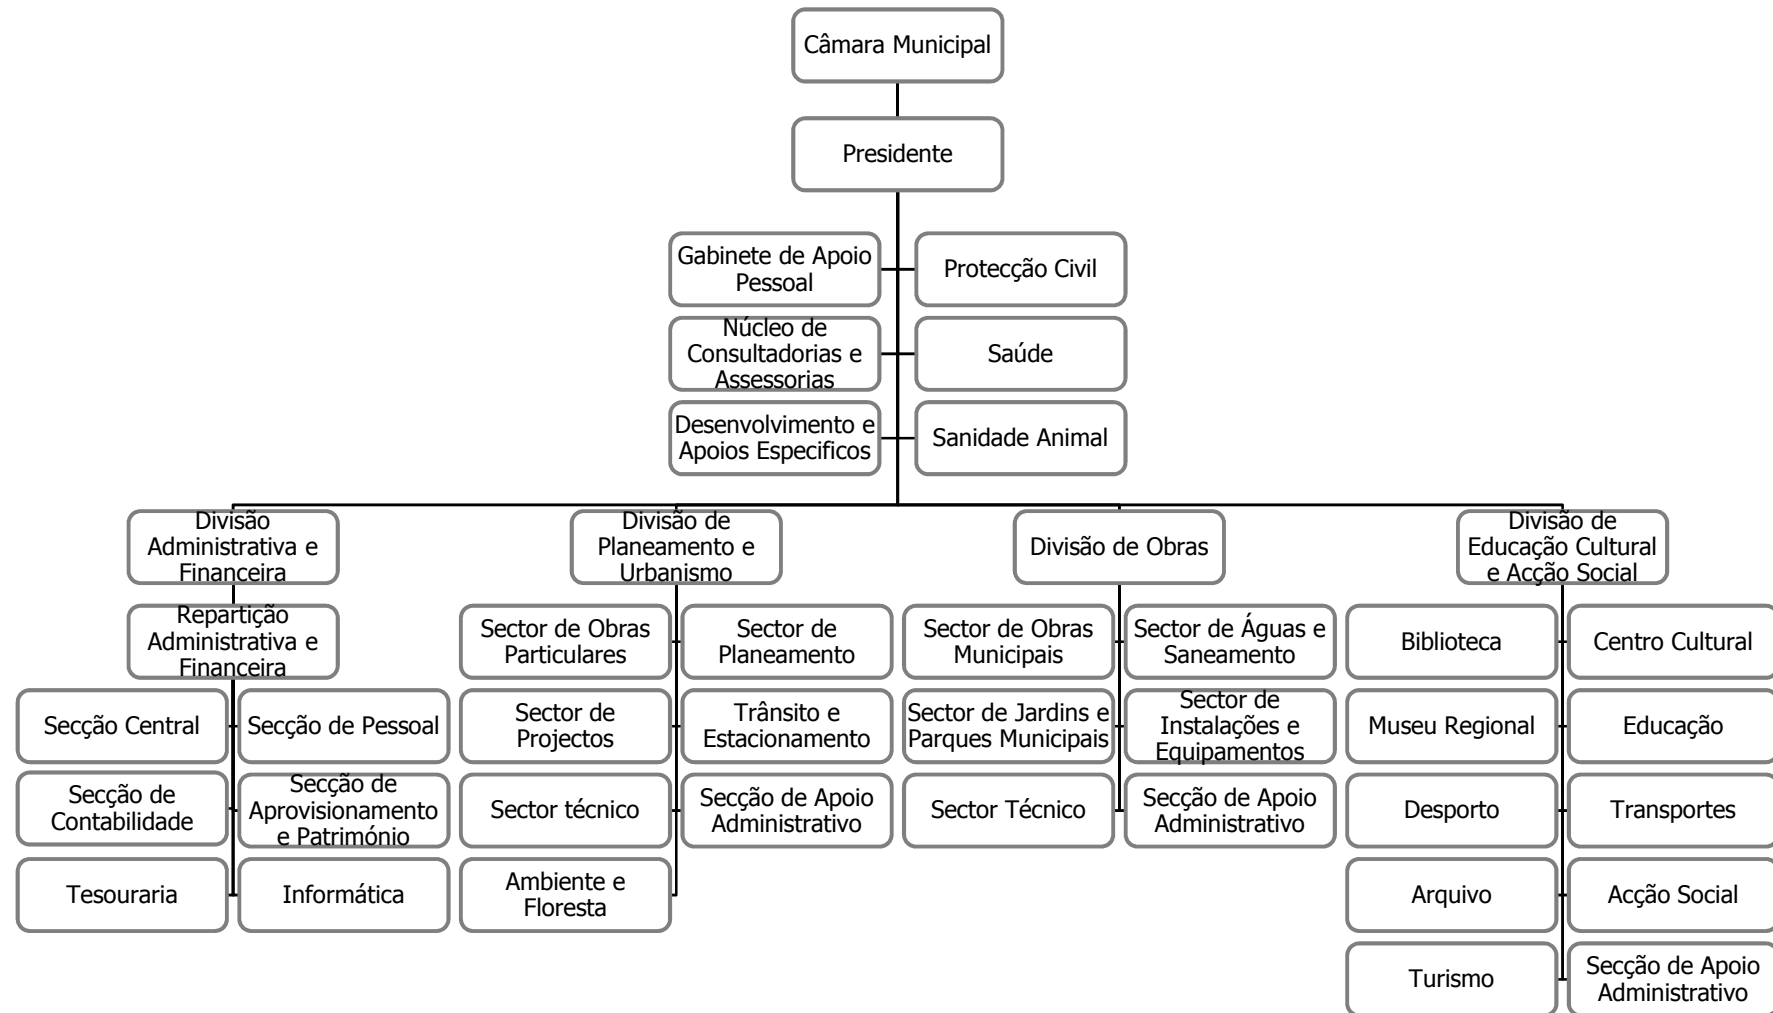 Câmara Municipal
Presidente
Gabinete de Apoio
Pessoal
Protecção Civil
Núcleo de
Consultadorias e
Assessorias
Saúde
Desenvolvimento e
Apoios Especificos
Sanidade Animal
Divisão
Administrativa e
Financeira
Divisão de
Planeamento e
Urbanismo
Divisão de Obras
Divisão de
Educação Cultural
e Acção Social
Repartição
Administrativa e
Financeira
Secção Central
Secção de Pessoal
Secção de
Contabilidade
Secção de
Aprovisionamento
e Património
Tesouraria
Informática
Sector de Obras
Particulares
Sector de
Planeamento
Sector de
Projectos
Trânsito e
Estacionamento
Sector técnico
Secção de Apoio
Administrativo
Ambiente e
Floresta
Sector de Obras
Municipais
Sector de Águas e
Saneamento
Sector de Jardins e
Parques Municipais
Sector de
Instalações e
Equipamentos
Sector Técnico
Secção de Apoio
Administrativo
Biblioteca
Centro Cultural
Museu Regional
Educação
Desporto
Transportes
Arquivo
Acção Social
Turismo
Secção de Apoio
Administrativo